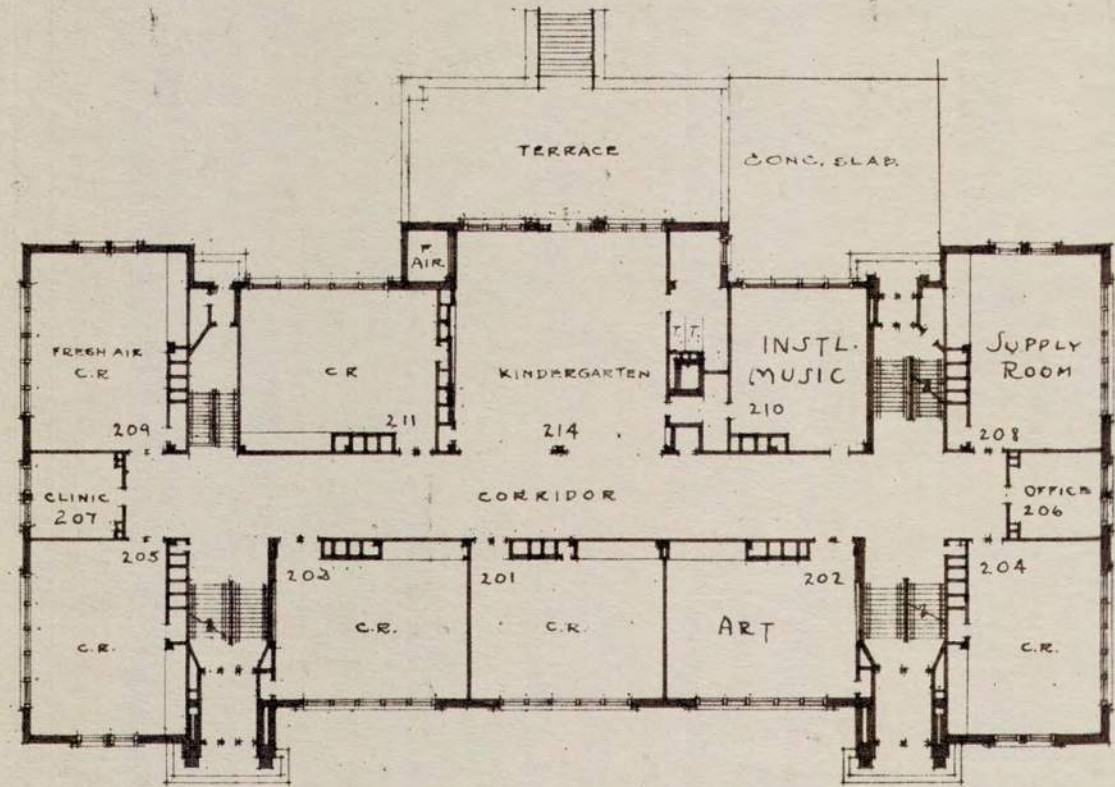 TERRACE
CONC. SLAB.
F
AIR
FRESH AIR
C.R
209
C R
211
KINDERGARTEN
214
T. T.
INSTL.
MUSIC
210
SUPPLY
ROOM
208
CLINIC
207
CORRIDOR
OFFICE
206
205
C.R.
C.R.
201
C.R.
202
ART
204
C.R.